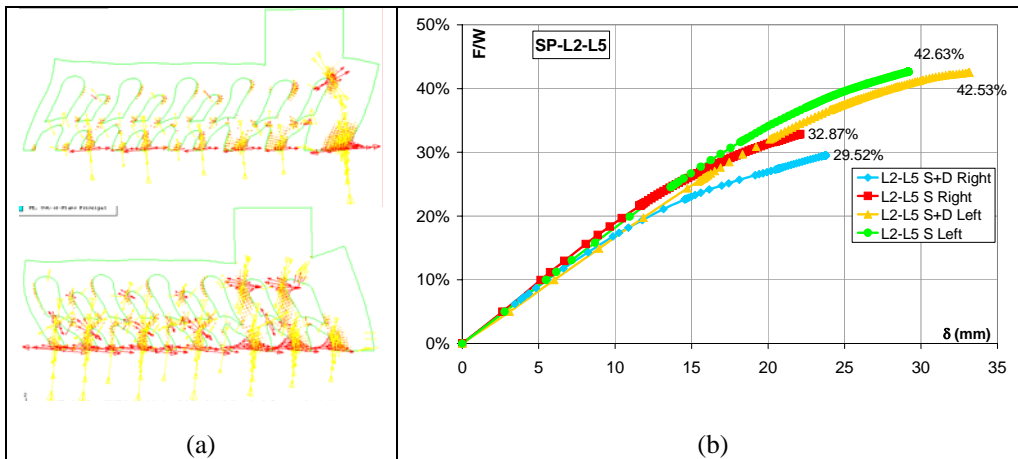 (a)
F/W
50%
40%
30%
20%
10%
0%
0
5
10
15
20
25
30
35
δ (mm)
SP-L2-L5
42.63%
42.53%
32.87%
29.52%
L2-L5 S+D Right
L2-L5 S Right
L2-L5 S+D Left
L2-L5 S Left
(b)